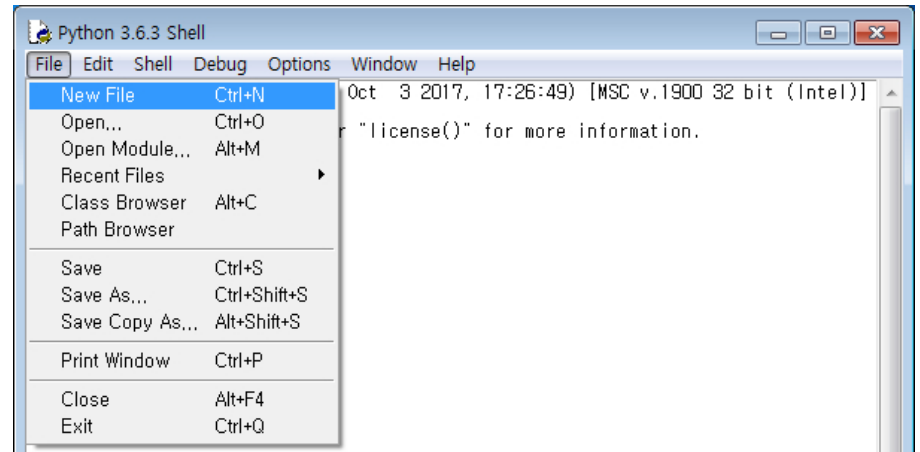 Python 3.6.3 Shell
File Edit Shell Debug Options Window Help
New File Ctrl+N
Oct 3 2017, 17:26:49) [MSC v.1900 32 bit (Intel)]
Open... Ctrl+O
r "license()" for more information.
Open Module... Alt+M
Recent Files
Class Browser Alt+C
Path Browser
Save Ctrl+S
Save As... Ctrl+Shift+S
Save Copy As... Alt+Shift+S
Print Window Ctrl+P
Close Alt+F4
Exit Ctrl+Q